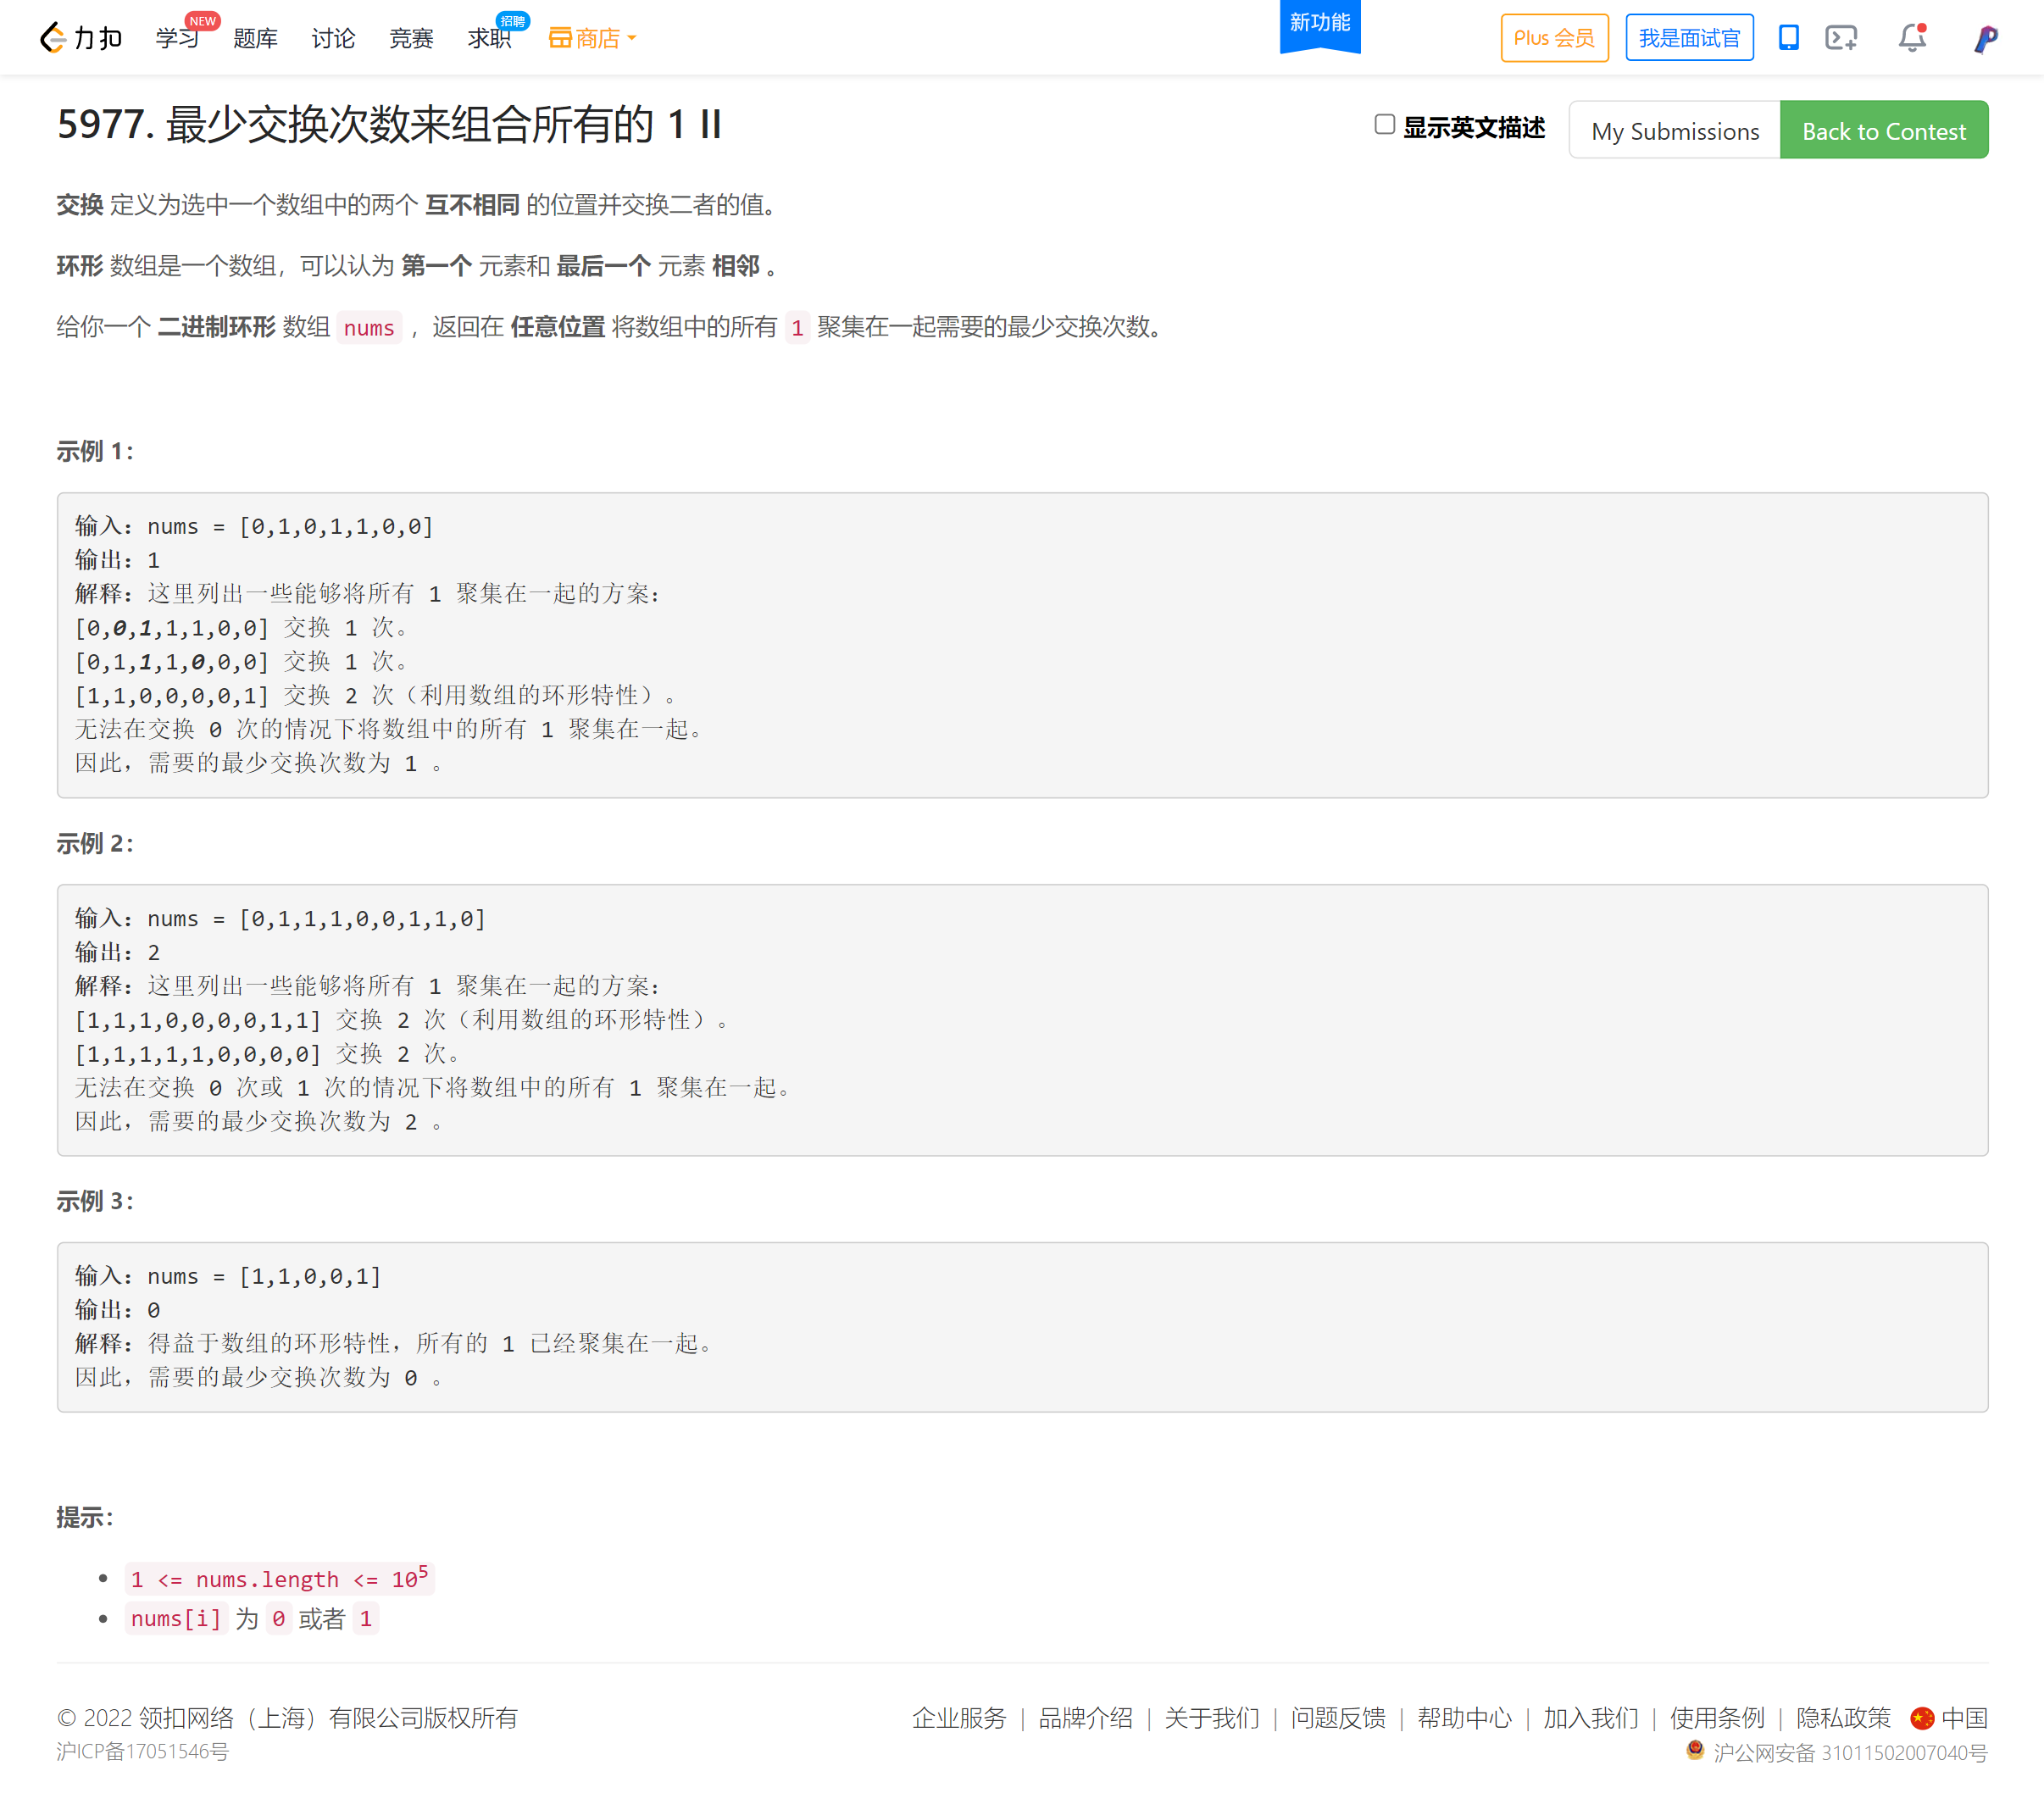 力扣 学习 NEW 题库 讨论 竞赛 求职 招聘 商店 新功能 Plus 会员 我是面试官
5977. 最少交换次数来组合所有的 1 II 显示英文描述 My Submissions Back to Contest
交换 定义为选中一个数组中的两个 互不相同 的位置并交换二者的值。
环形 数组是一个数组，可以认为 第一个 元素和 最后一个 元素 相邻 。
给你一个 二进制环形 数组 nums ，返回在 任意位置 将数组中的所有 1 聚集在一起需要的最少交换次数。
示例 1：
输入：nums = [0,1,0,1,1,0,0]
输出：1
解释：这里列出一些能够将所有 1 聚集在一起的方案：
[0,0,1,1,1,0,0] 交换 1 次。
[0,1,1,1,0,0,0] 交换 1 次。
[1,1,0,0,0,0,1] 交换 2 次（利用数组的环形特性）。
无法在交换 0 次的情况下将数组中的所有 1 聚集在一起。
因此，需要的最少交换次数为 1 。
示例 2：
输入：nums = [0,1,1,1,0,0,1,1,0]
输出：2
解释：这里列出一些能够将所有 1 聚集在一起的方案：
[1,1,1,0,0,0,0,1,1] 交换 2 次（利用数组的环形特性）。
[1,1,1,1,1,0,0,0,0] 交换 2 次。
无法在交换 0 次或 1 次的情况下将数组中的所有 1 聚集在一起。
因此，需要的最少交换次数为 2 。
示例 3：
输入：nums = [1,1,0,0,1]
输出：0
解释：得益于数组的环形特性，所有的 1 已经聚集在一起。
因此，需要的最少交换次数为 0 。
提示：
1 <= nums.length <= 10^5
nums[i] 为 0 或者 1
© 2022 领扣网络（上海）有限公司版权所有 企业服务 | 品牌介绍 | 关于我们 | 问题反馈 | 帮助中心 | 加入我们 | 使用条例 | 隐私政策 中国
沪ICP备17051546号 沪公网安备 31011502007040号